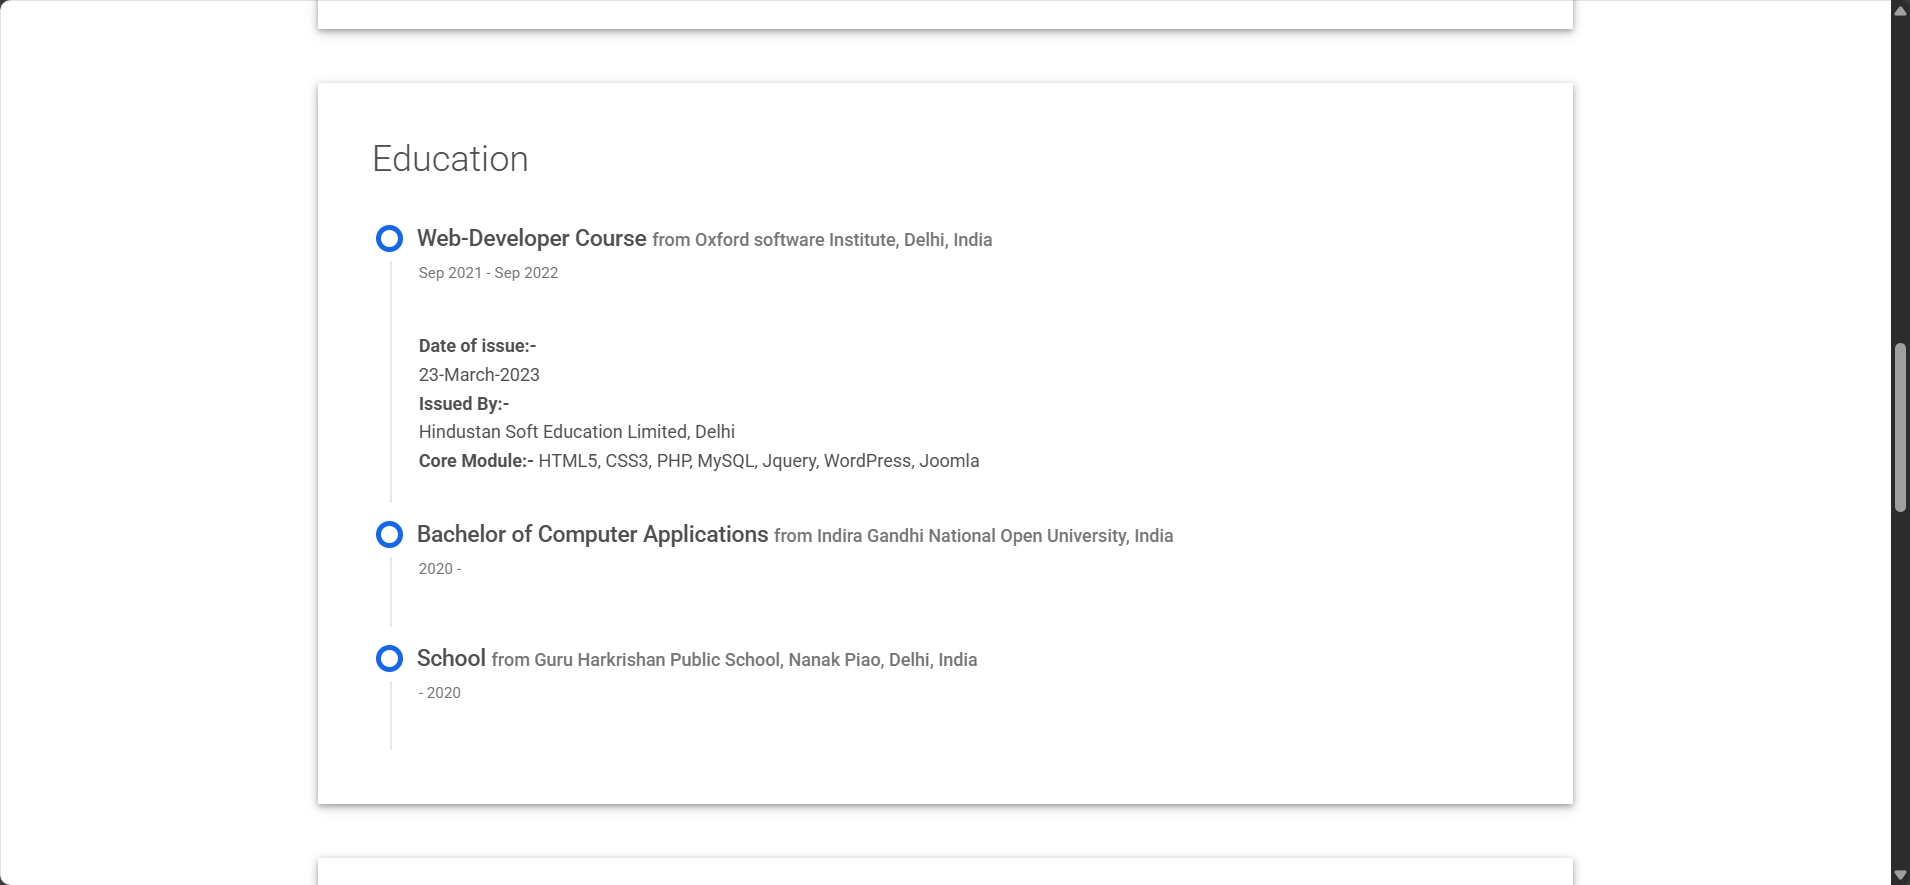 Education
Web-Developer Course from Oxford software Institute, Delhi, India
Sep 2021 - Sep 2022
Date of issue:-
23-March-2023
Issued By:-
Hindustan Soft Education Limited, Delhi
Core Module:- HTML5, CSS3, PHP, MySQL, Jquery, WordPress, Joomla
Bachelor of Computer Applications from Indira Gandhi National Open University, India
2020 -
School from Guru Harkrishan Public School, Nanak Piao, Delhi, India
- 2020